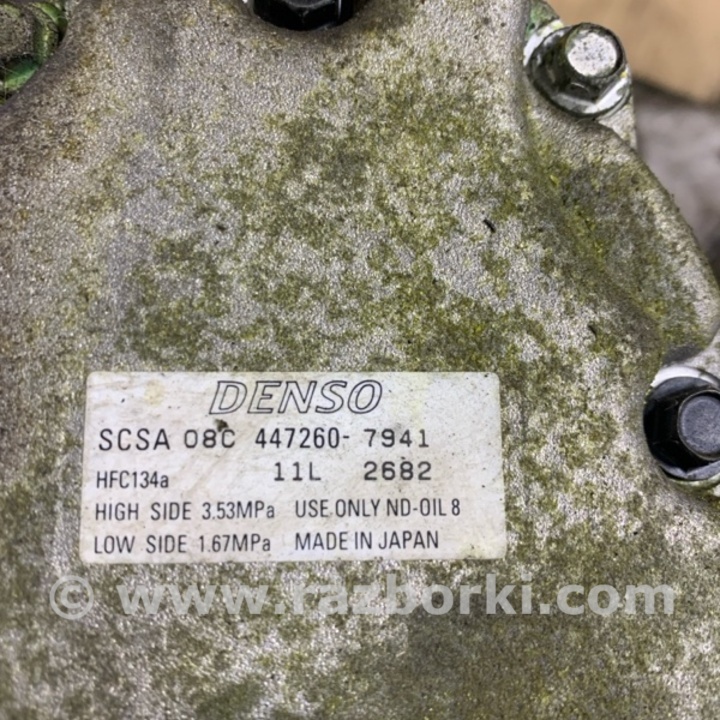 DENSO
SCSA 08C 447260-7941
HFC134a 11L 2682
HIGH SIDE 3.53MPa USE ONLY ND-OIL 8
LOW SIDE 1.67MPa MADE IN JAPAN
© www.razborki.com